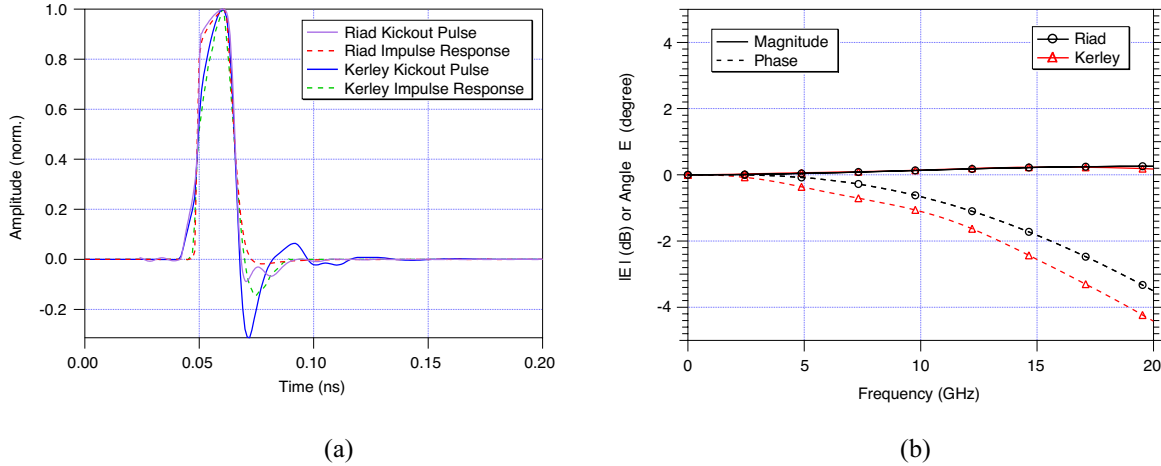 1.0
0.8
0.6
0.4
0.2
0.0
-0.2
Amplitude (norm.)
Riad Kickout Pulse
Riad Impulse Response
Kerley Kickout Pulse
Kerley Impulse Response
0.00
0.05
0.10
0.15
0.20
Time (ns)
(a)
4
2
0
-2
-4
IE I (dB) or Angle E (degree)
Magnitude
Phase
Riad
Kerley
0
5
10
15
20
Frequency (GHz)
(b)